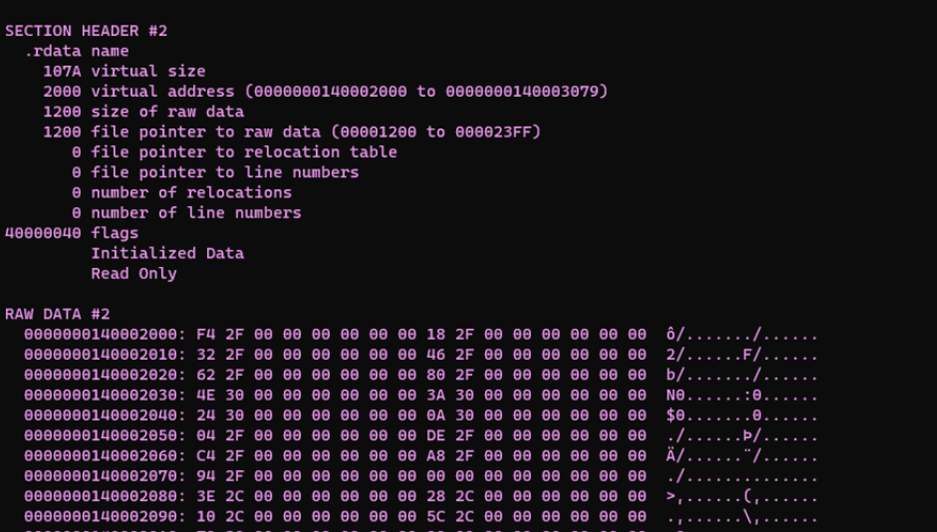 SECTION HEADER #2
.rdata name
107A virtual size
2000 virtual address (0000000140002000 to 0000000140003079)
1200 size of raw data
1200 file pointer to raw data (00001200 to 000023FF)
0 file pointer to relocation table
0 file pointer to line numbers
0 number of relocations
0 number of line numbers
40000040 flags
Initialized Data
Read Only
RAW DATA #2
0000000140002000: F4 2F 00 00 00 00 00 00 18 2F 00 00 00 00 00 00 ô/......./......
0000000140002010: 32 2F 00 00 00 00 00 00 46 2F 00 00 00 00 00 00 2/......F/......
0000000140002020: 62 2F 00 00 00 00 00 00 80 2F 00 00 00 00 00 00 b/......./......
0000000140002030: 4E 30 00 00 00 00 00 00 3A 30 00 00 00 00 00 00 N0......:0......
0000000140002040: 24 30 00 00 00 00 00 00 0A 30 00 00 00 00 00 00 $0.......0......
0000000140002050: 04 2F 00 00 00 00 00 00 DE 2F 00 00 00 00 00 00 ./......Þ/......
0000000140002060: C4 2F 00 00 00 00 00 00 A8 2F 00 00 00 00 00 00 Ä/......¨/......
0000000140002070: 94 2F 00 00 00 00 00 00 00 00 00 00 00 00 00 00 ./..............
0000000140002080: 3E 2C 00 00 00 00 00 00 28 2C 00 00 00 00 00 00 >,......(,......
0000000140002090: 10 2C 00 00 00 00 00 00 5C 2C 00 00 00 00 00 00 .,......\,......